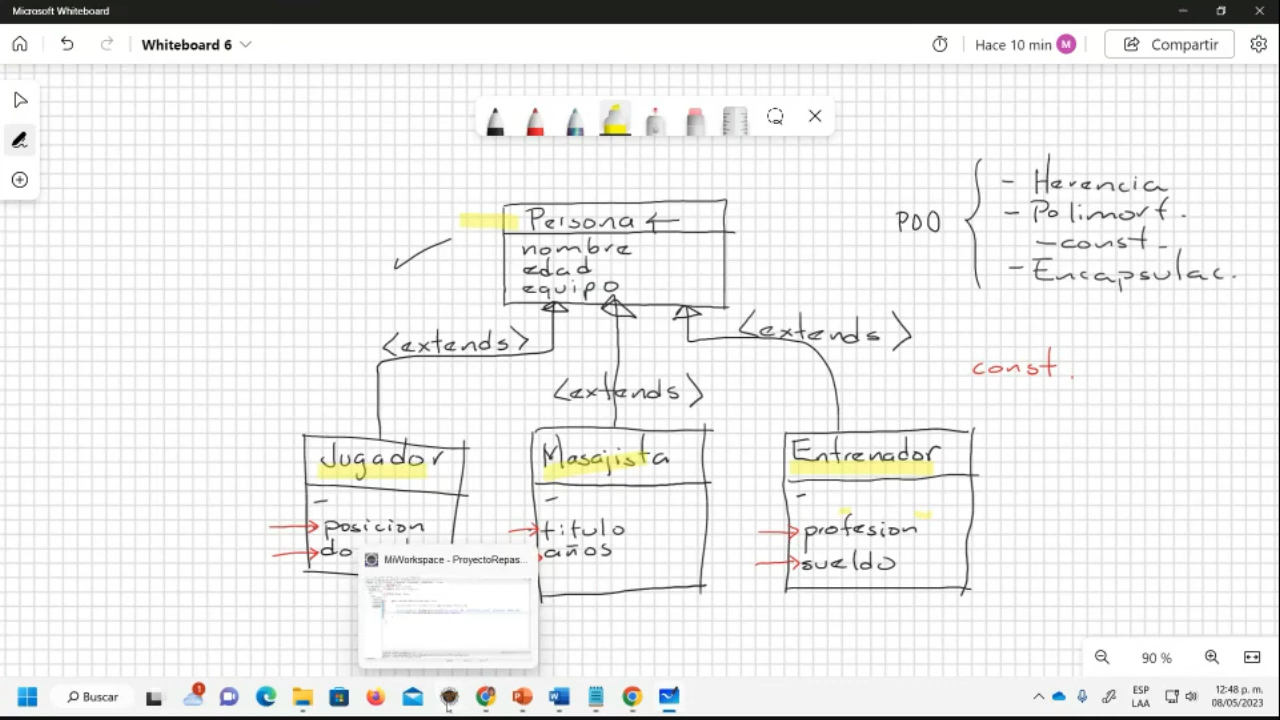 Microsoft Whiteboard
Whiteboard 6
Hace 10 min
M
Compartir
Persona
nombre
edad
equipo
POO
- Herencia
- Polimorf.
- const.
- Encapsulac.
<extends>
<extends>
<extends>
const.
Jugador
-
posicion
do
Masajista
-
titulo
años
Entrenador
-
profesion
sueldo
MiWorkspace - ProyectoRepas...
90 %
Buscar
1
ESP
LAA
12:48 p. m.
08/05/2023